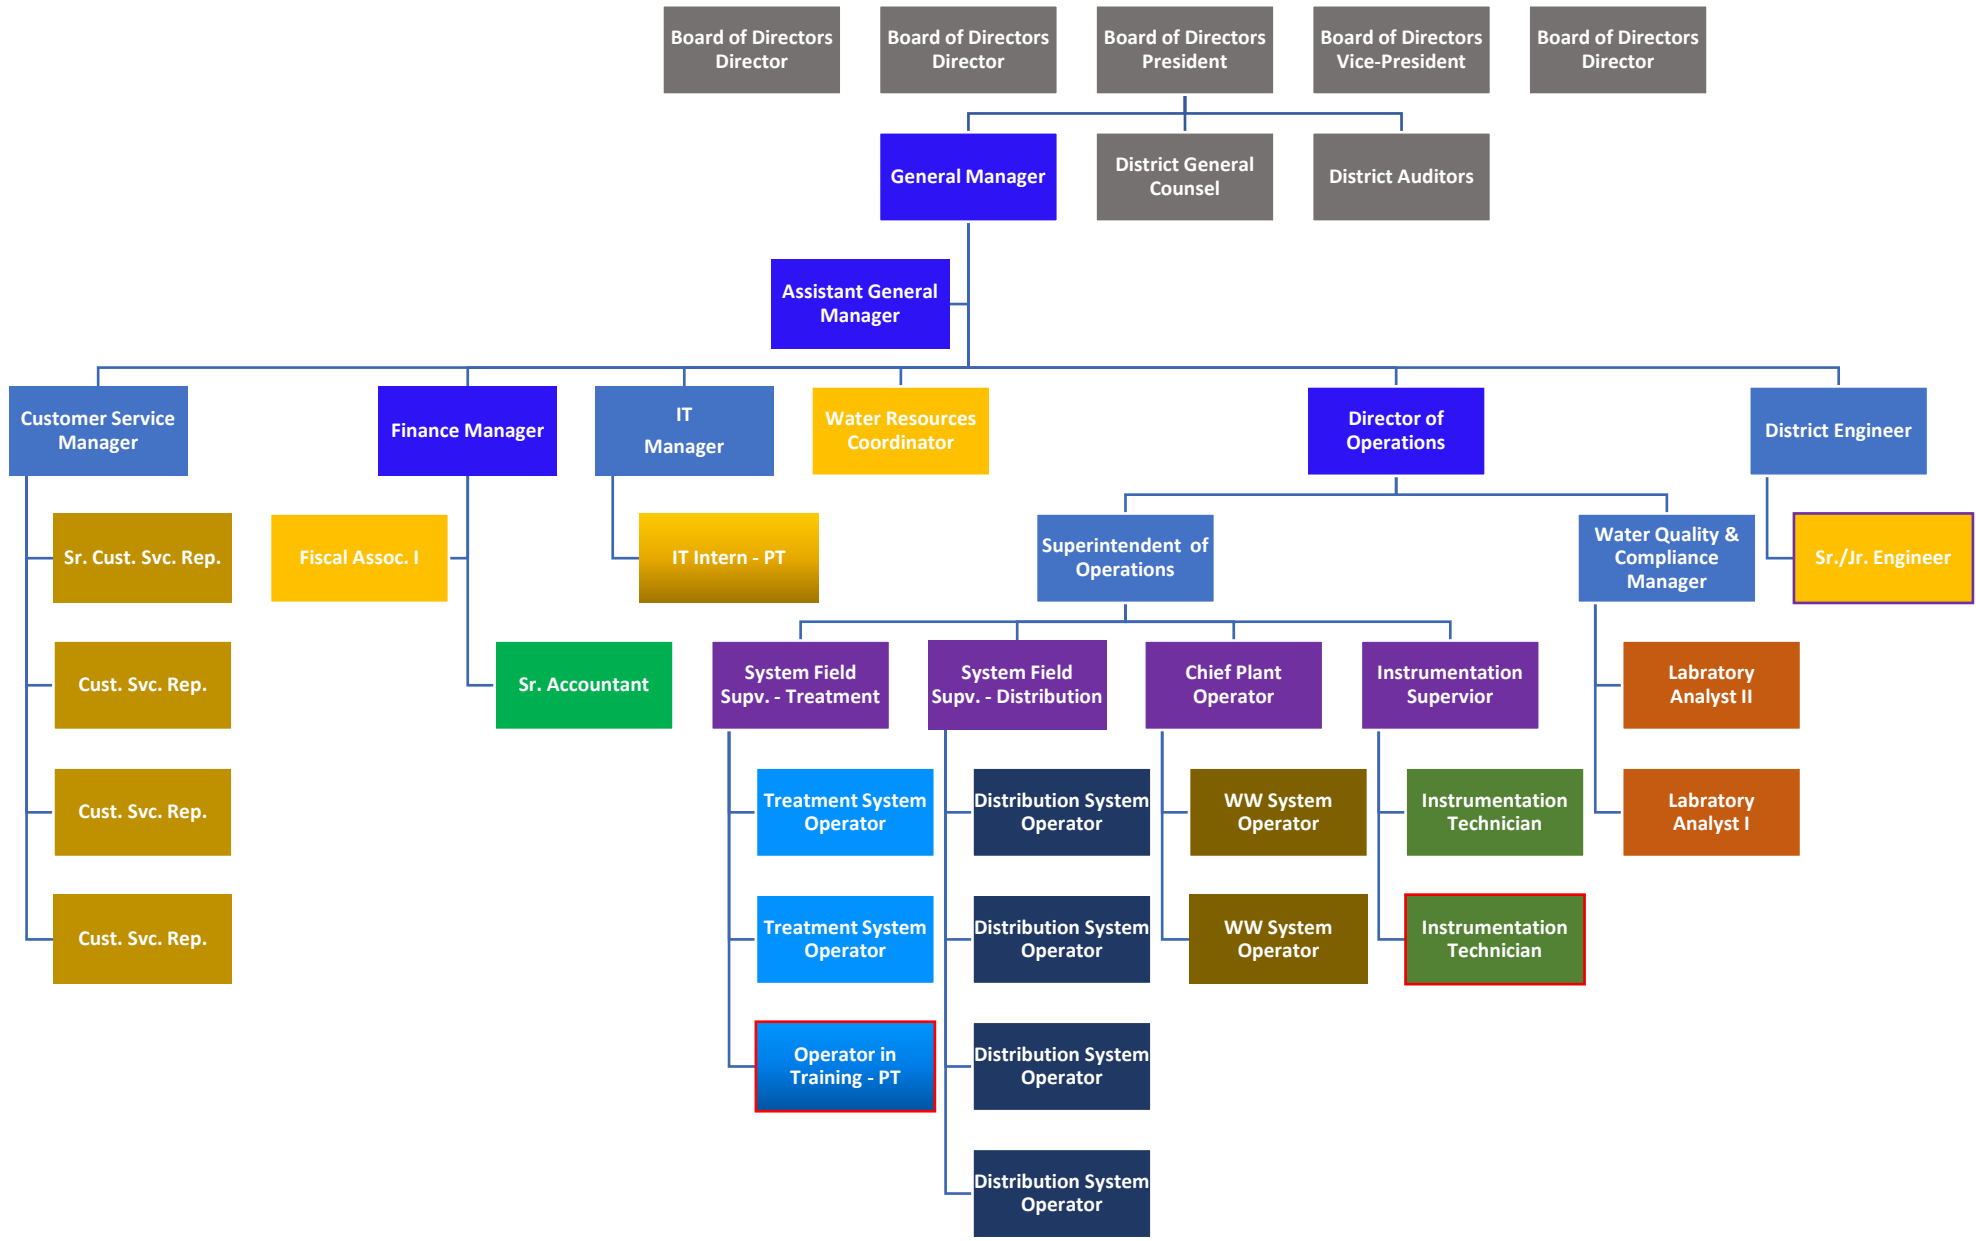 Board of Directors
Director
Board of Directors
Director
Board of Directors
President
Board of Directors
Vice-President
Board of Directors
Director
General Manager
District General
Counsel
District Auditors
Assistant General
Manager
Customer Service
Manager
Finance Manager
IT
Manager
Water Resources
Coordinator
Director of
Operations
District Engineer
Sr. Cust. Svc. Rep.
Fiscal Assoc. I
IT Intern - PT
Superintendent of
Operations
Water Quality &
Compliance
Manager
Sr./Jr. Engineer
Cust. Svc. Rep.
Sr. Accountant
System Field
Supv. - Treatment
System Field
Supv. - Distribution
Chief Plant
Operator
Instrumentation
Supervior
Labratory
Analyst II
Cust. Svc. Rep.
Treatment System
Operator
Distribution System
Operator
WW System
Operator
Instrumentation
Technician
Labratory
Analyst I
Cust. Svc. Rep.
Treatment System
Operator
Distribution System
Operator
WW System
Operator
Instrumentation
Technician
Operator in
Training - PT
Distribution System
Operator
Distribution System
Operator